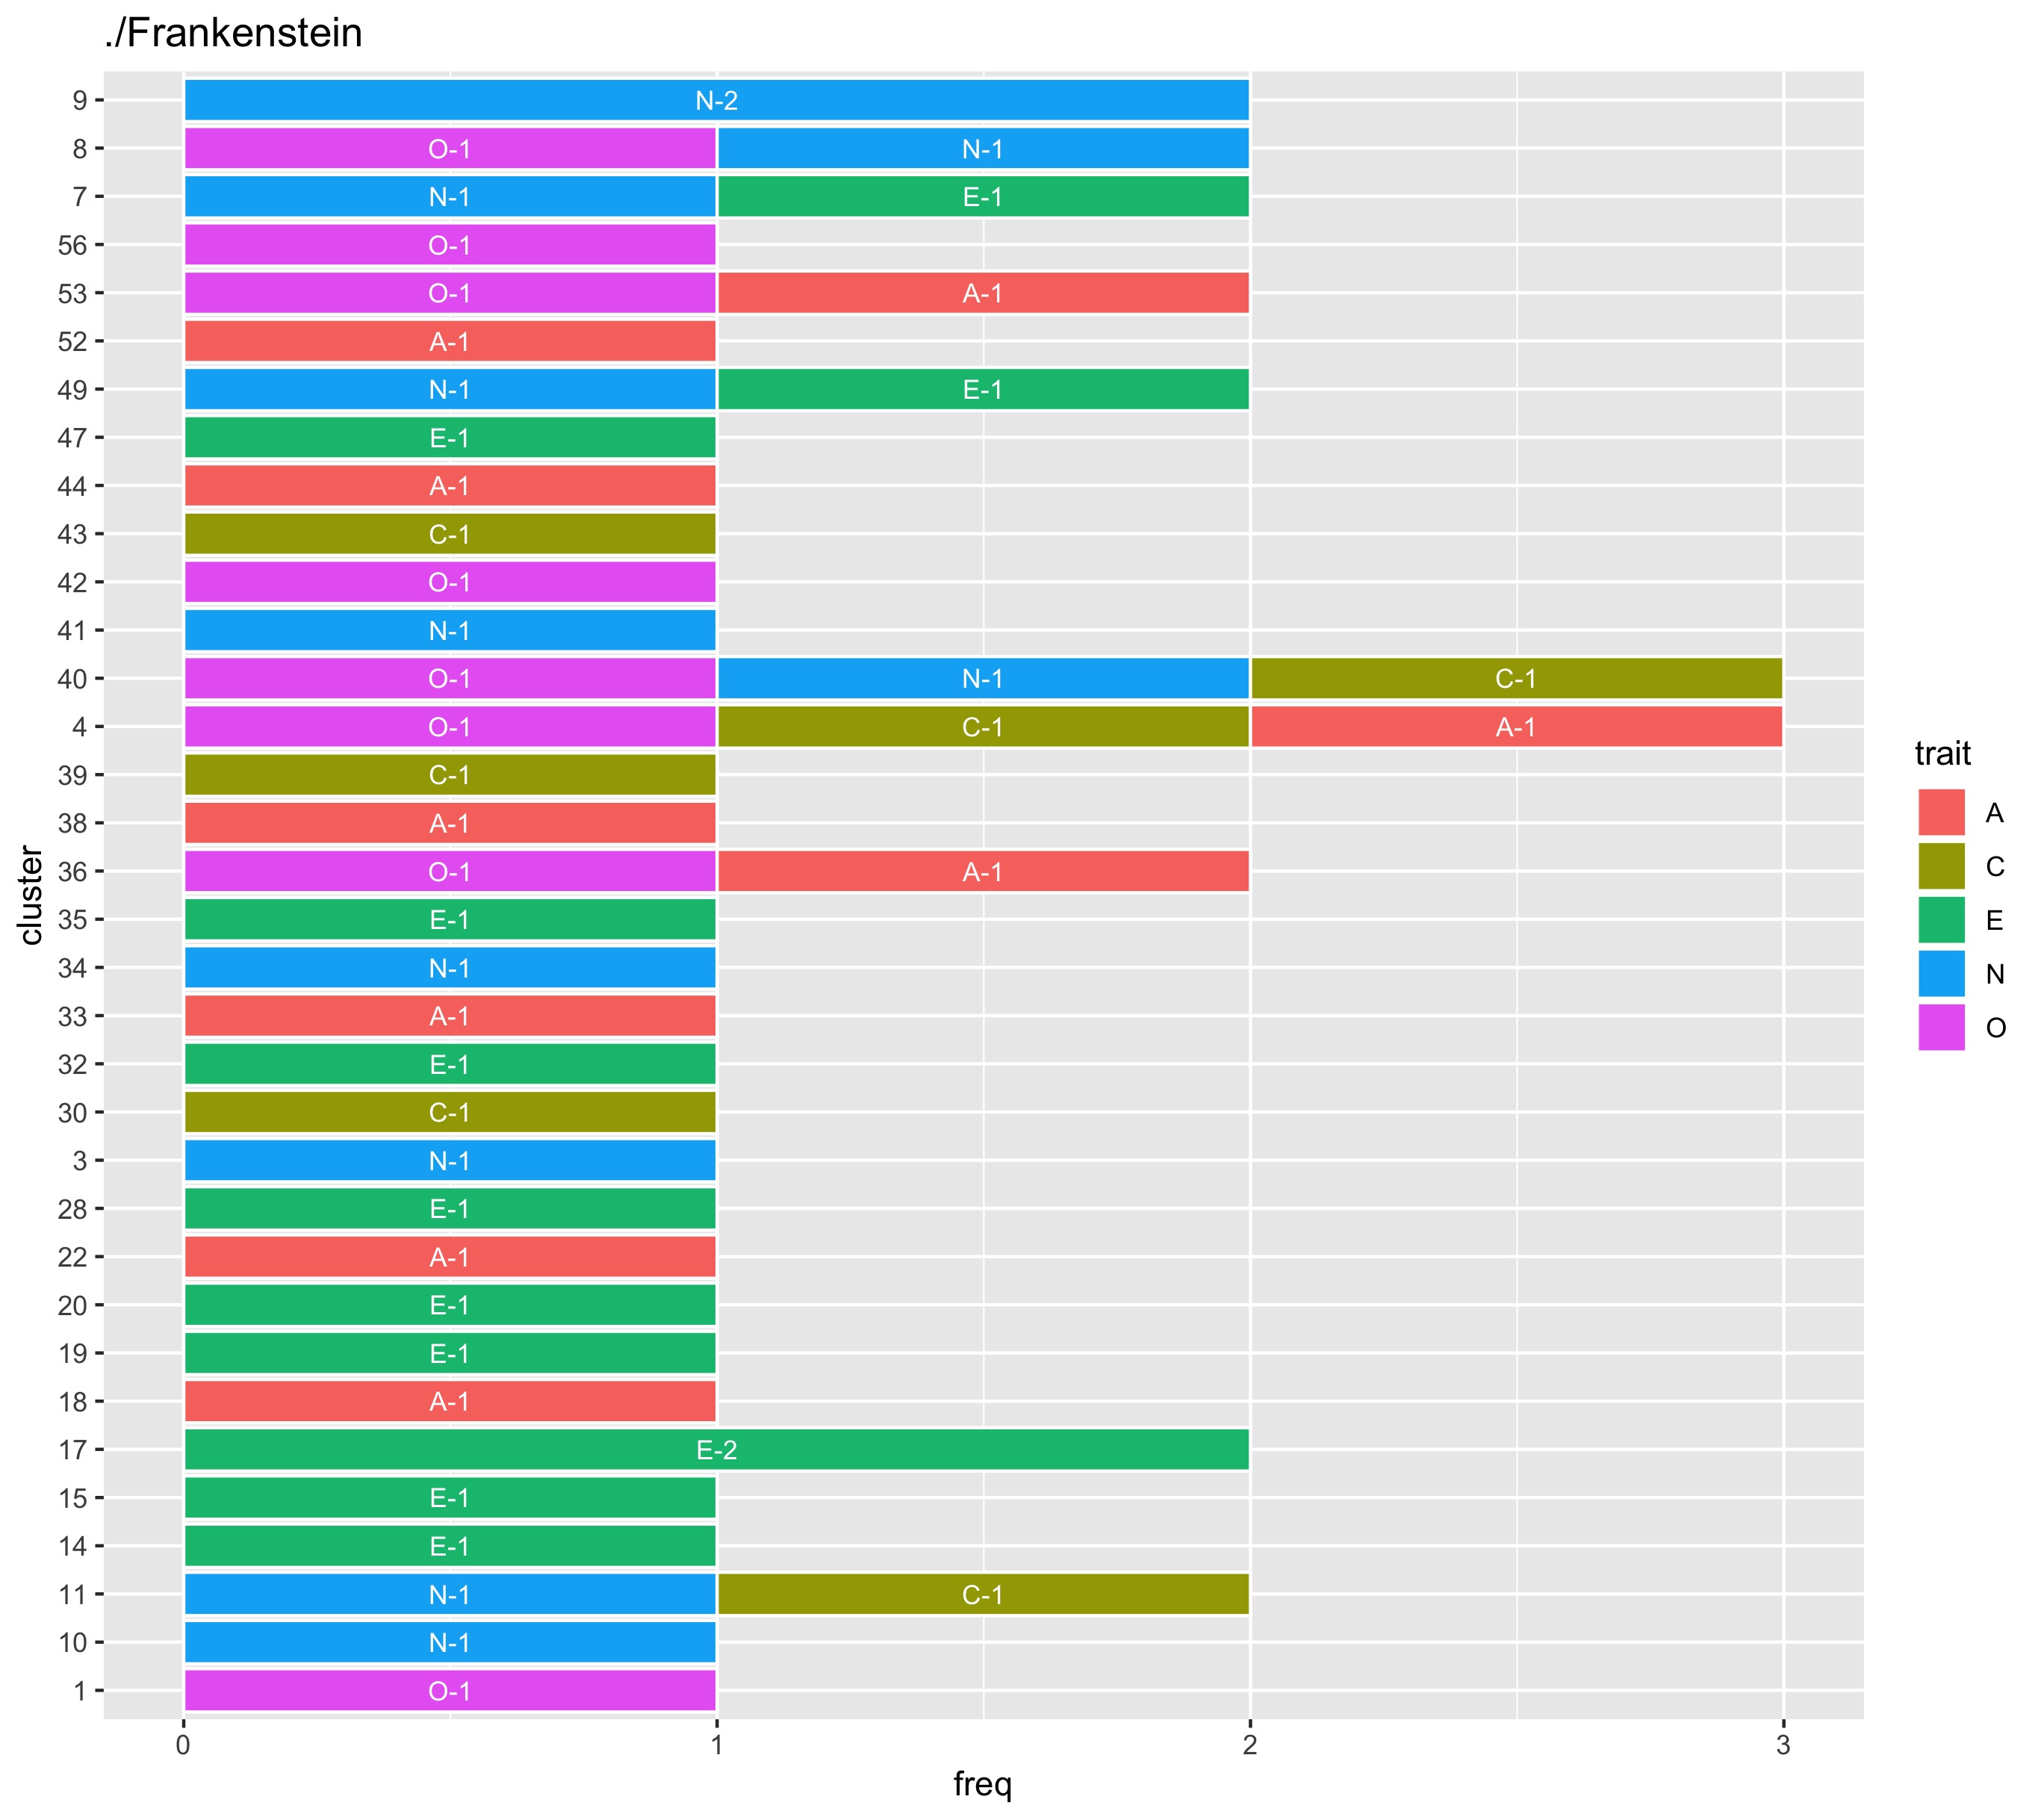 ./Frankenstein
9 N-2
8 O-1 N-1
7 N-1 E-1
56 O-1
53 O-1 A-1
52 A-1
49 N-1 E-1
47 E-1
44 A-1
43 C-1
42 O-1
41 N-1
40 O-1 N-1 C-1
4 O-1 C-1 A-1
39 C-1
38 A-1
36 O-1 A-1
35 E-1
34 N-1
33 A-1
32 E-1
30 C-1
3 N-1
28 E-1
22 A-1
20 E-1
19 E-1
18 A-1
17 E-2
15 E-1
14 E-1
11 N-1 C-1
10 N-1
1 O-1
0 1 2 3
freq
cluster
trait
A
C
E
N
O